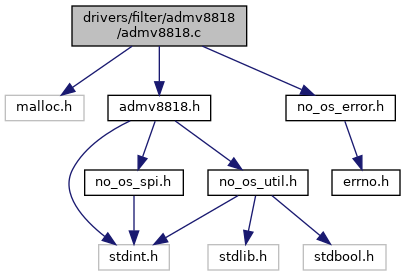 drivers/filter/admv8818
/admv8818.c
malloc.h
admv8818.h
no_os_error.h
no_os_spi.h
no_os_util.h
errno.h
stdint.h
stdlib.h
stdbool.h